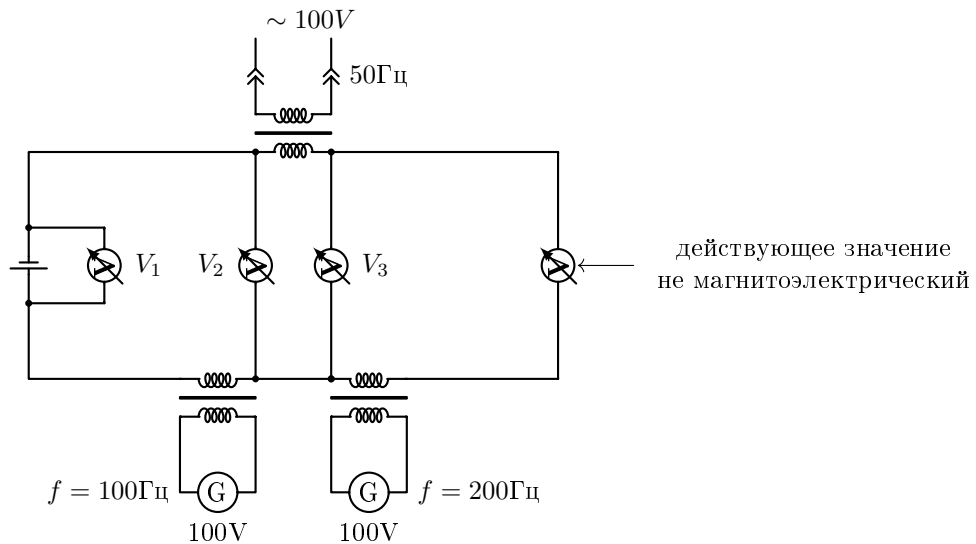 ∼ 100V
50Гц
V₁
V₂
V₃
действующее значение
не магнитоэлектрический
f = 100Гц
G
G
f = 200Гц
100V
100V